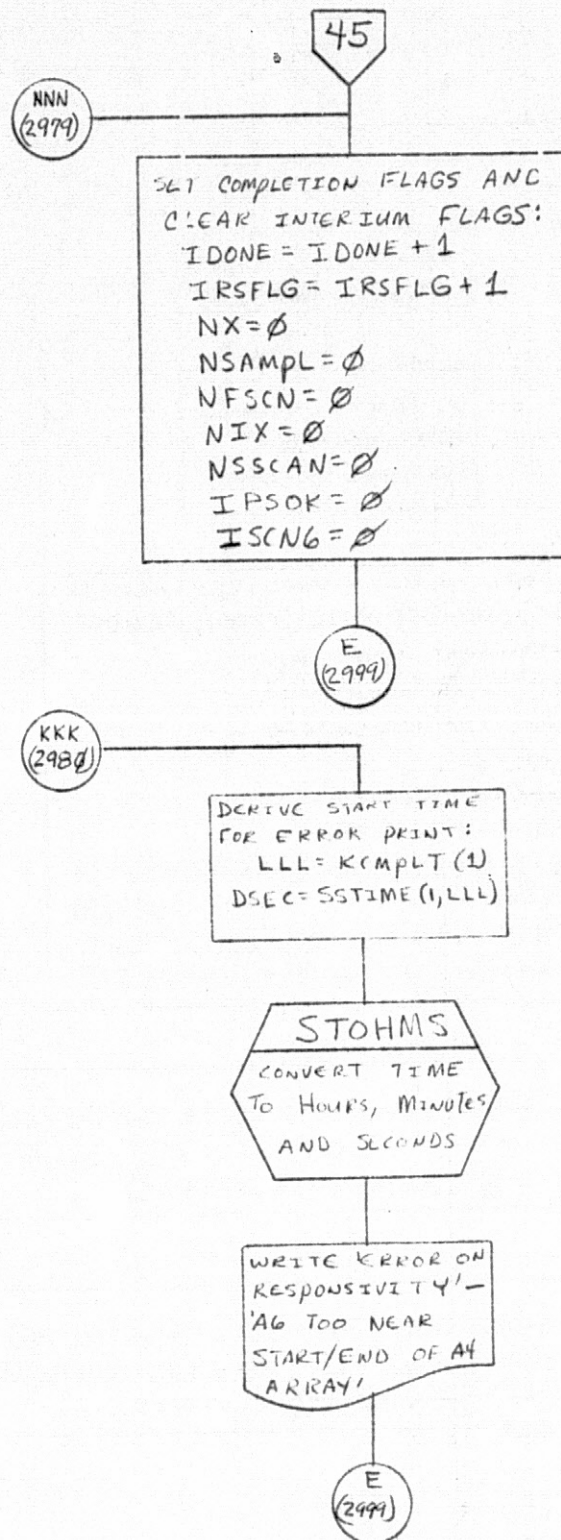 45
NNN
(2979)
SET COMPLETION FLAGS AND
CLEAR INTERIUM FLAGS:
IDONE = IDONE + 1
IRSFLG = IRSFLG + 1
NX = Ø
NSAMPL = Ø
NFSCN = Ø
NIX = Ø
NSSCAN = Ø
IPSOK = Ø
ISCN6 = Ø
E
(2999)
KKK
(298Ø)
DERIVE START TIME
FOR ERROR PRINT:
LLL = KCMPLT (1)
DSEC = SSTIME (1,LLL)
STOHMS
CONVERT TIME
TO HOURS, MINUTES
AND SECONDS
WRITE ERROR ON
RESPONSIVITY' -
'A6 TOO NEAR
START/END OF A4
ARRAY'
E
(2999)